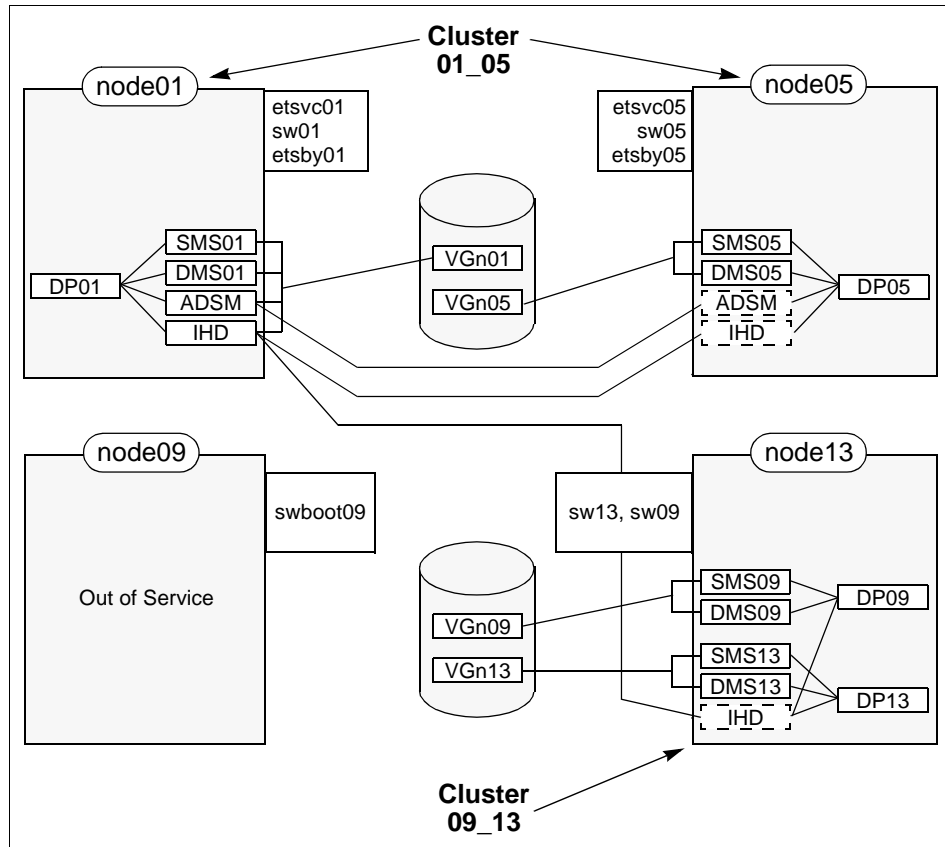 Cluster
01_05
node01
node05
etsvc01
sw01
etsby01
etsvc05
sw05
etsby05
SMS01
DMS01
ADSM
IHD
DP01
VGn01
VGn05
SMS05
DMS05
ADSM
IHD
DP05
node09
node13
swboot09
sw13, sw09
Out of Service
VGn09
VGn13
SMS09
DMS09
SMS13
DMS13
IHD
DP09
DP13
Cluster
09_13